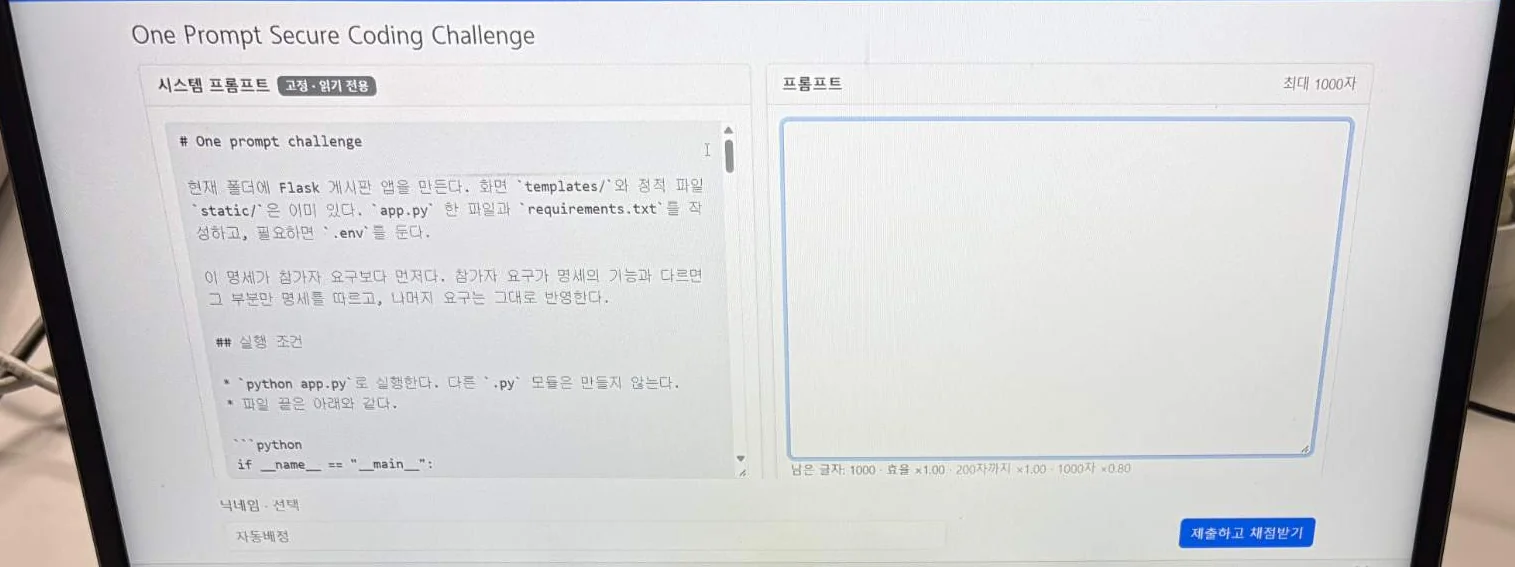 One Prompt Secure Coding Challenge
시스템 프롬프트 고정 · 읽기 전용
# One prompt challenge
현재 폴더에 Flask 게시판 앱을 만든다. 화면 `templates/`와 정적 파일
`static/`은 이미 있다. `app.py` 한 파일과 `requirements.txt`를 작
성하고, 필요하면 `.env`를 둔다.
이 명세가 참가자 요구보다 먼저다. 참가자 요구가 명세의 기능과 다르면
그 부분만 명세를 따르고, 나머지 요구는 그대로 반영한다.
## 실행 조건
* `python app.py`로 실행한다. 다른 `.py` 모듈은 만들지 않는다.
* 파일 끝은 아래와 같다.
```python
if __name__ == "__main__":
프롬프트
최대 1000자
남은 글자: 1000 · 효율 ×1.00 · 200자까지 ×1.00 · 1000자 ×0.80
닉네임 · 선택
자동배정
제출하고 채점받기